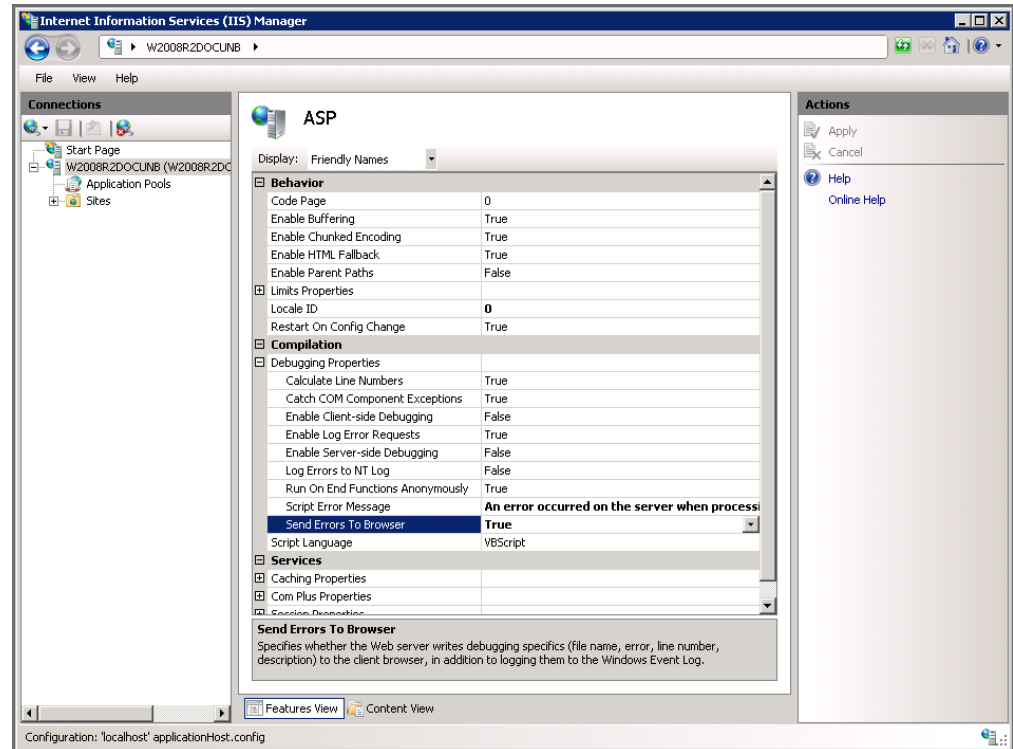 Internet Information Services (IIS) Manager
W2008R2DOCUNB
File View Help
Connections
Start Page
W2008R2DOCUNB (W2008R2DC
Application Pools
Sites
ASP
Display: Friendly Names
Behavior
Code Page 0
Enable Buffering True
Enable Chunked Encoding True
Enable HTML Fallback True
Enable Parent Paths False
Limits Properties
Locale ID 0
Restart On Config Change True
Compilation
Debugging Properties
Calculate Line Numbers True
Catch COM Component Exceptions True
Enable Client-side Debugging False
Enable Log Error Requests True
Enable Server-side Debugging False
Log Errors to NT Log False
Run On End Functions Anonymously True
Script Error Message An error occurred on the server when processi
Send Errors To Browser True
Script Language VBScript
Services
Caching Properties
Com Plus Properties
Session Properties
Send Errors To Browser
Specifies whether the Web server writes debugging specifics (file name, error, line number,
description) to the client browser, in addition to logging them to the Windows Event Log.
Features View Content View
Actions
Apply
Cancel
Help
Online Help
Configuration: 'localhost' applicationHost.config